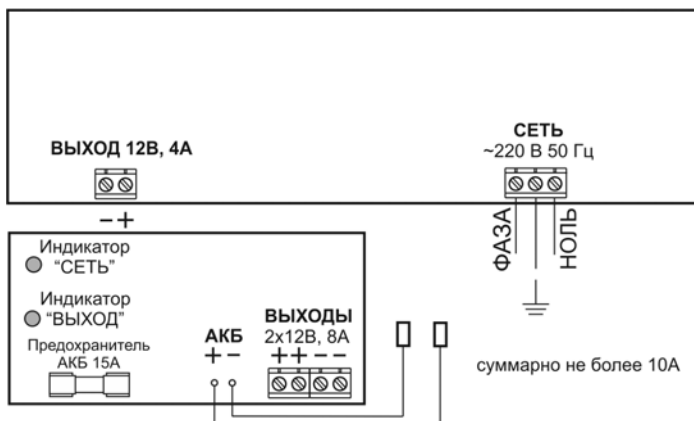 ВЫХОД 12В, 4А
− +
СЕТЬ
~220 В 50 Гц
ФАЗА
НОЛЬ
Индикатор
“СЕТЬ”
Индикатор
“ВЫХОД”
Предохранитель
АКБ 15А
АКБ
+ −
ВЫХОДЫ
2х12В, 8А
+ + − −
суммарно не более 10А